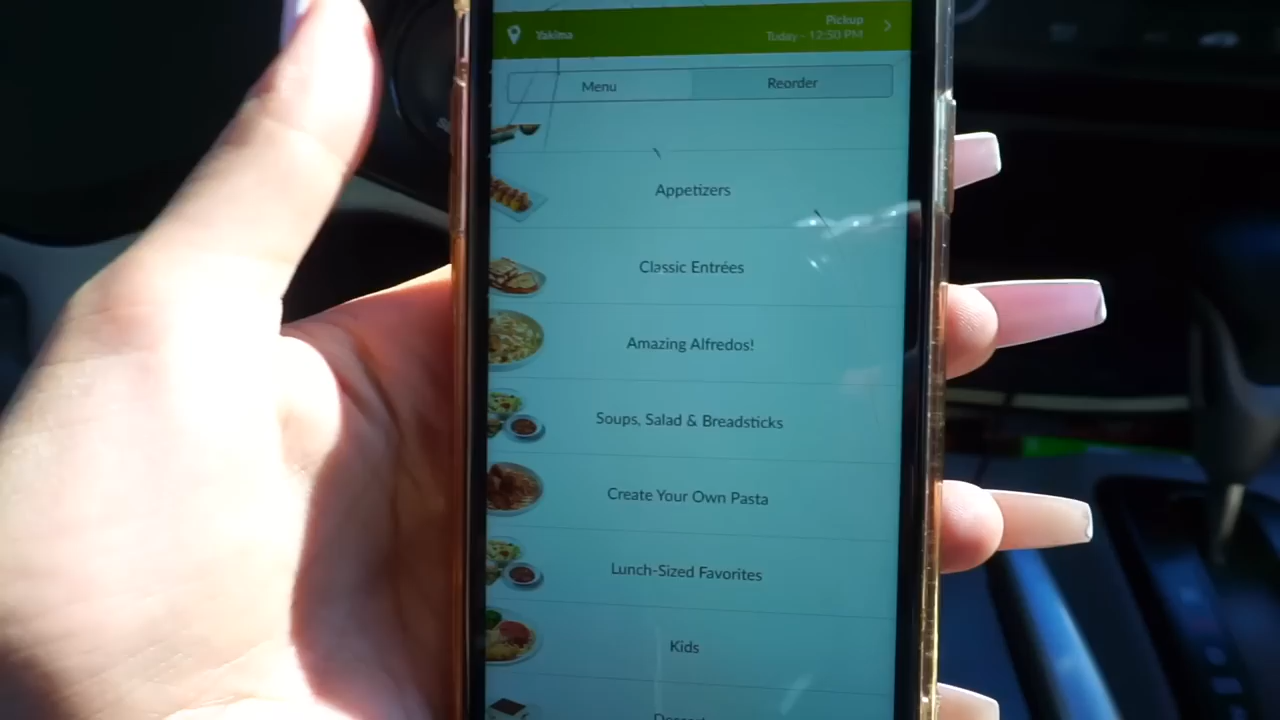 Yakima
Pickup
Today - 12:50 PM
Menu
Reorder
Appetizers
Classic Entrées
Amazing Alfredos!
Soups, Salad & Breadsticks
Create Your Own Pasta
Lunch-Sized Favorites
Kids